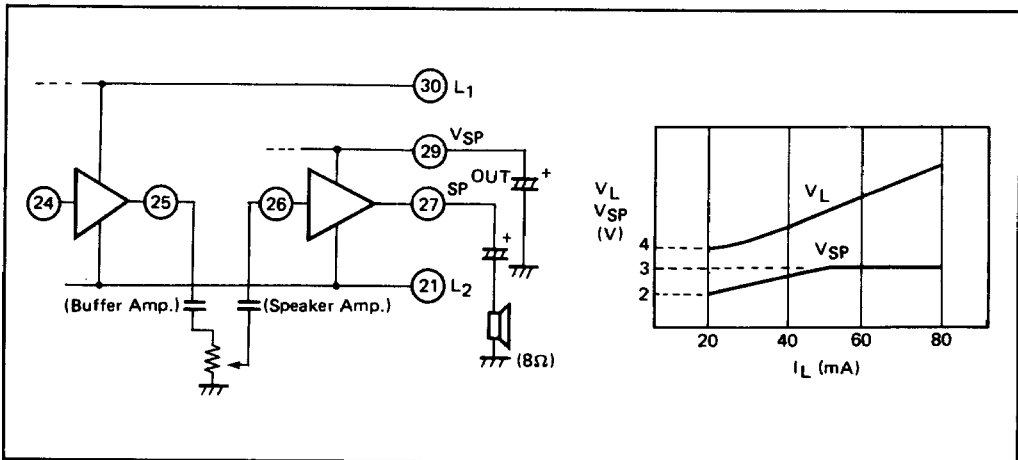 30 L1
29 VSP
OUT +
24 25 26 27 SP
+
21 L2
(Buffer Amp.) (Speaker Amp.)
(8Ω)
VL
VSP
(V)
4
3
2
VL
VSP
20 40 60 80
IL (mA)